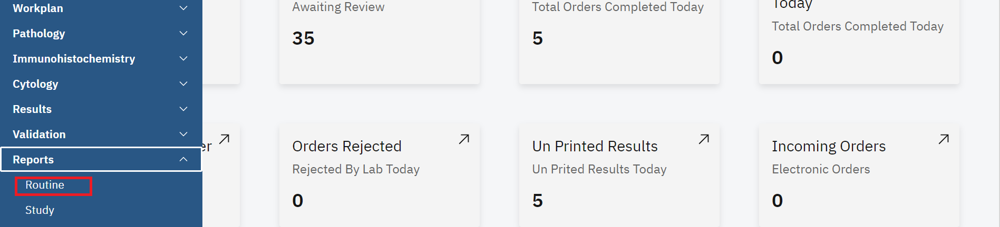 Workplan
Pathology
Immunohistochemistry
Cytology
Results
Validation
Reports
Routine
Study
Awaiting Review
35
Total Orders Completed Today
5
Today
Total Orders Completed Today
0
er
Orders Rejected
Rejected By Lab Today
0
Un Printed Results
Un Prited Results Today
5
Incoming Orders
Electronic Orders
0